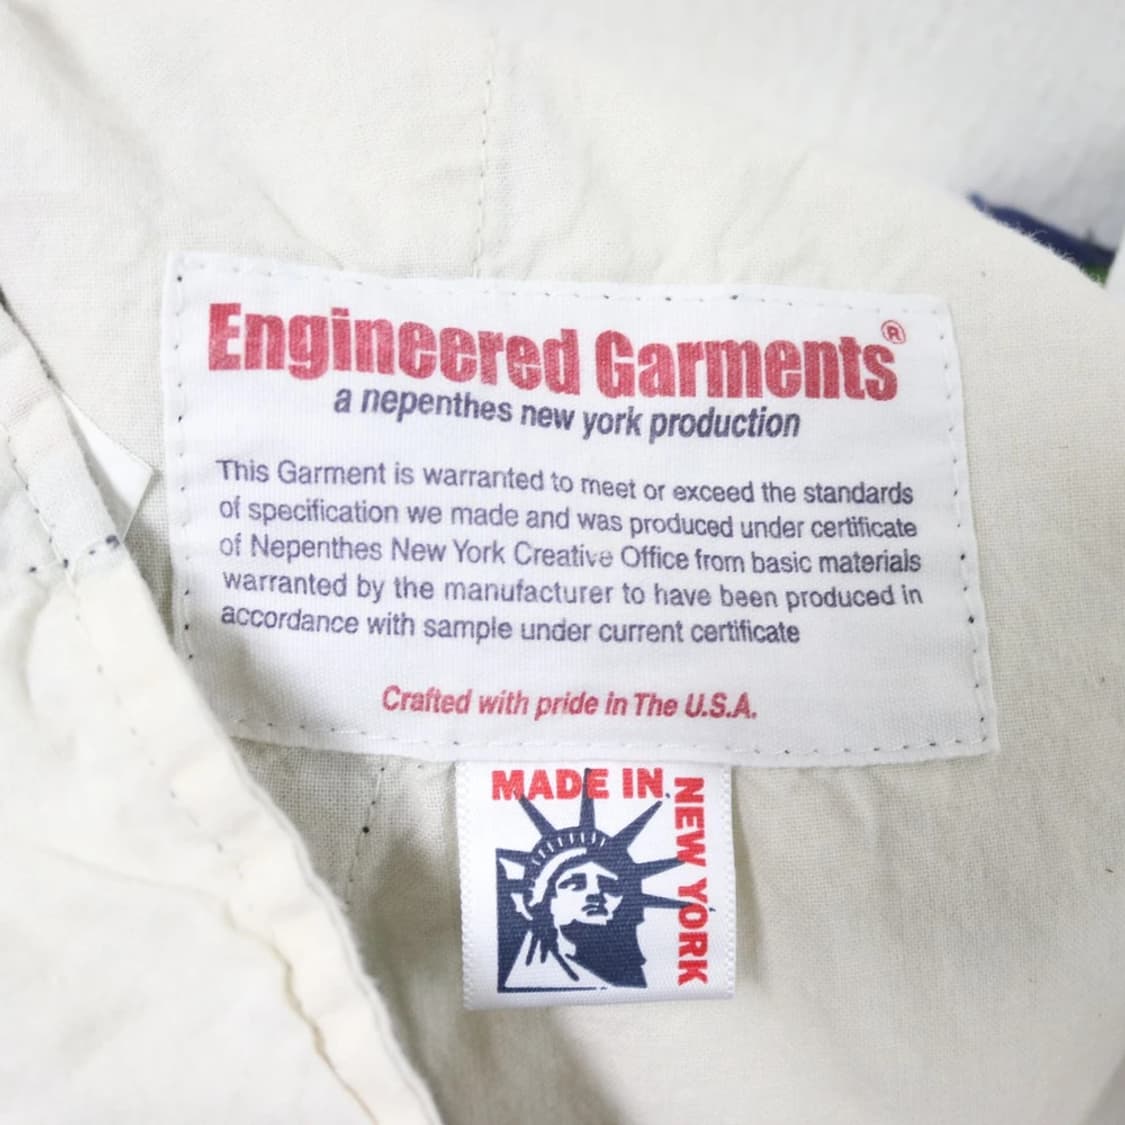 Engineered Garments®
a nepenthes new york production
This Garment is warranted to meet or exceed the standards
of specification we made and was produced under certificate
of Nepenthes New York Creative Office from basic materials
warranted by the manufacturer to have been produced in
accordance with sample under current certificate
Crafted with pride in The U.S.A.
MADE IN
NEW YORK